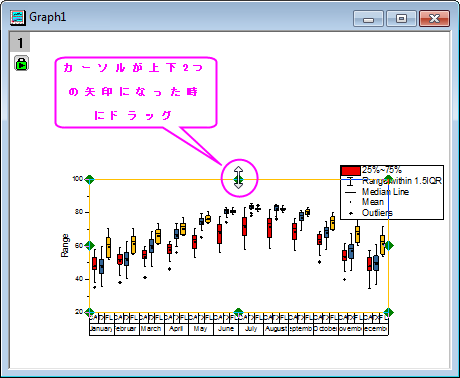 Graph1
1
カーソルが上下2つ
の矢印になった時
にドラッグ
25%~75%
Range within 1.5IQR
Median Line
Mean
Outliers
100
80
60
40
20
Range
January February March April May June July August September October November December